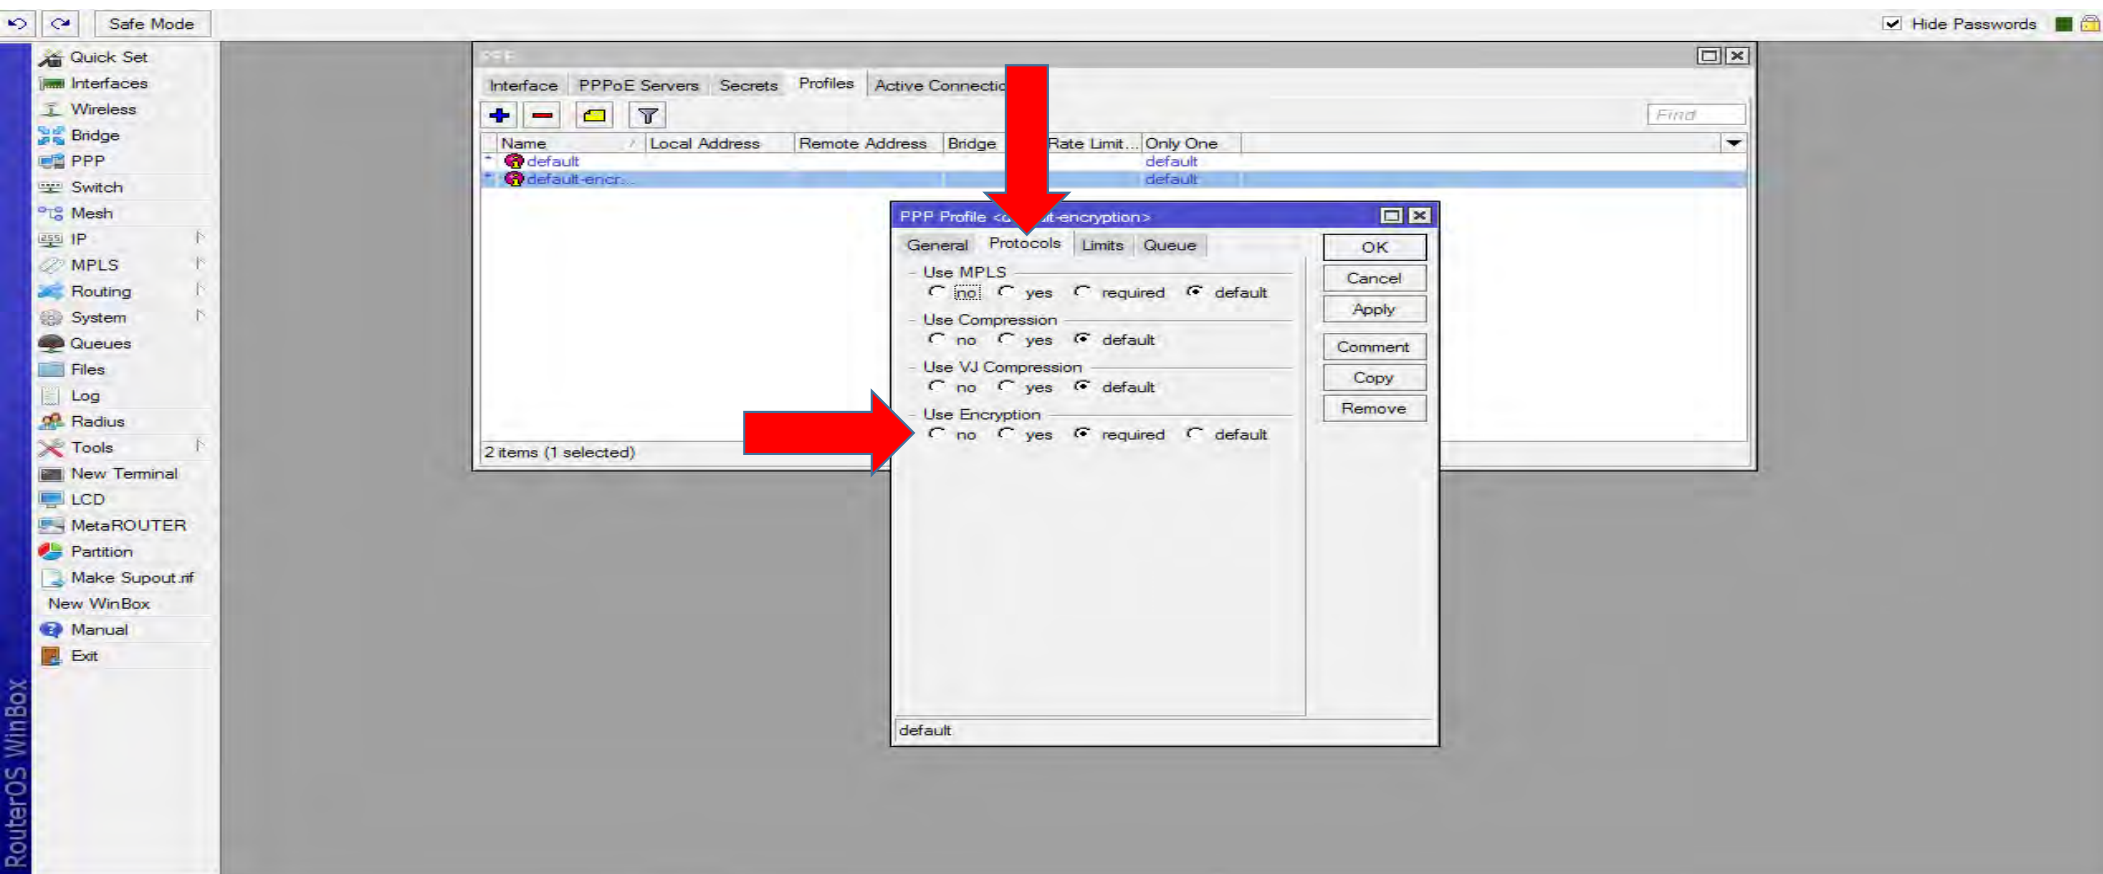 Safe Mode
Hide Passwords
Quick Set
Interfaces
Wireless
Bridge
PPP
Switch
Mesh
IP
MPLS
Routing
System
Queues
Files
Log
Radius
Tools
New Terminal
LCD
MetaROUTER
Partition
Make Supout.rif
New WinBox
Manual
Exit
RouterOS WinBox
Interface PPPoE Servers Secrets Profiles Active Connectio
Find
Name Local Address Remote Address Bridge Rate Limit... Only One
default default
default-encr... default
2 items (1 selected)
PPP Profile <d lt-encryption>
General Protocols Limits Queue
Use MPLS
no yes required default
Use Compression
no yes default
Use VJ Compression
no yes default
Use Encryption
no yes required default
OK
Cancel
Apply
Comment
Copy
Remove
default